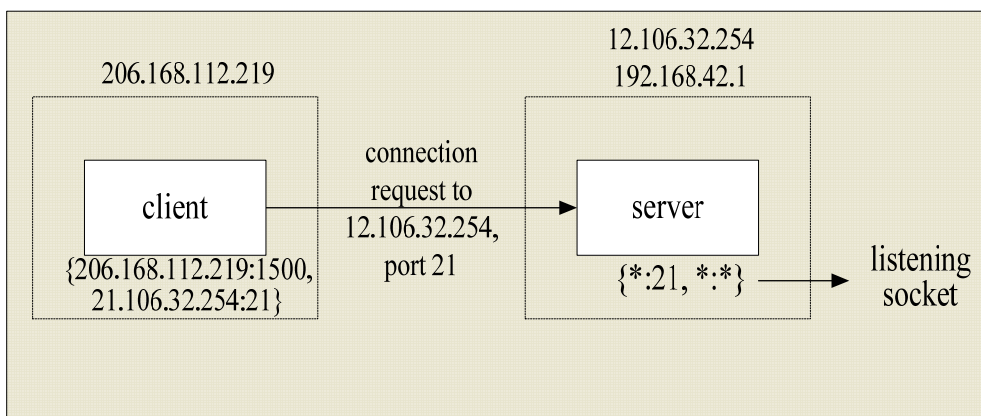 206.168.112.219
12.106.32.254
192.168.42.1
client
connection
request to
12.106.32.254,
port 21
server
{206.168.112.219:1500,
21.106.32.254:21}
{*:21, *:*}
listening
socket